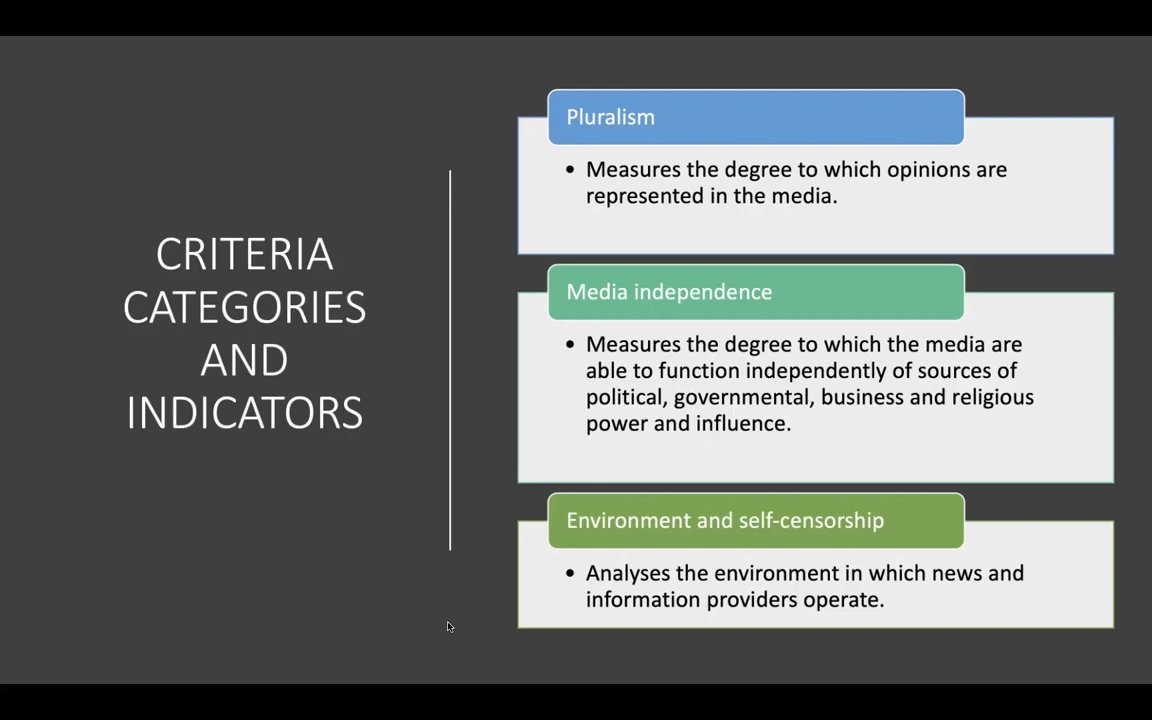 CRITERIA
CATEGORIES
AND
INDICATORS
Pluralism
• Measures the degree to which opinions are
represented in the media.
Media independence
• Measures the degree to which the media are
able to function independently of sources of
political, governmental, business and religious
power and influence.
Environment and self-censorship
• Analyses the environment in which news and
information providers operate.